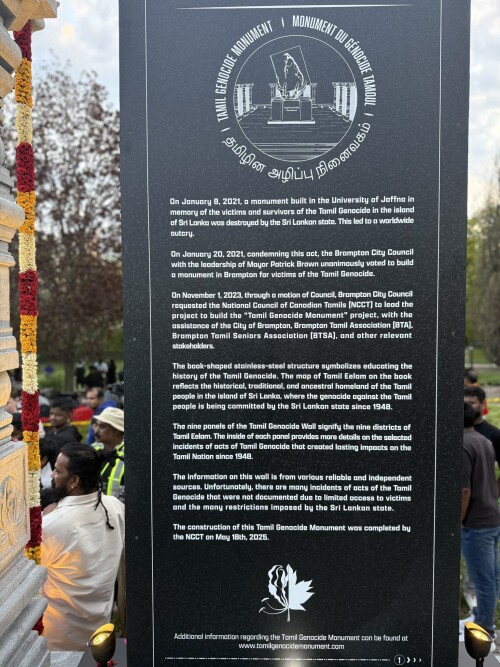 TAMIL GENOCIDE MONUMENT | MONUMENT DU GÉNOCIDE TAMOUL
தமிழின அழிப்பு நினைவகம்
On January 8, 2021, a monument built in the University of Jaffna in
memory of the victims and survivors of the Tamil Genocide in the island
of Sri Lanka was destroyed by the Sri Lankan state. This led to a worldwide
outcry.
On January 20, 2021, condemning this act, the Brampton City Council
with the leadership of Mayor Patrick Brown unanimously voted to build
a monument in Brampton for victims of the Tamil Genocide.
On November 1, 2023, through a motion of Council, Brampton City Council
requested the National Council of Canadian Tamils (NCCT) to lead the
project to build the "Tamil Genocide Monument" project, with the
assistance of the City of Brampton, Brampton Tamil Association (BTA),
Brampton Tamil Seniors Association (BTSA), and other relevant
stakeholders.
The book-shaped stainless-steel structure symbolizes educating the
history of the Tamil Genocide. The map of Tamil Eelam on the book
reflects the historical, traditional, and ancestral homeland of the Tamil
people in the island of Sri Lanka, where the genocide against the Tamil
people is being committed by the Sri Lankan state since 1948.
The nine panels of the Tamil Genocide Wall signify the nine districts of
Tamil Eelam. The inside of each panel provides more details on the selected
incidents of acts of Tamil Genocide that created lasting impacts on the
Tamil Nation since 1948.
The information on this wall is from various reliable and independent
sources. Unfortunately, there are many incidents of acts of the Tamil
Genocide that were not documented due to limited access to victims
and the many restrictions imposed by the Sri Lankan state.
The construction of this Tamil Genocide Monument was completed by
the NCCT on May 18th, 2025.
Additional information regarding the Tamil Genocide Monument can be found at
www.tamilgenocidemonument.com
1